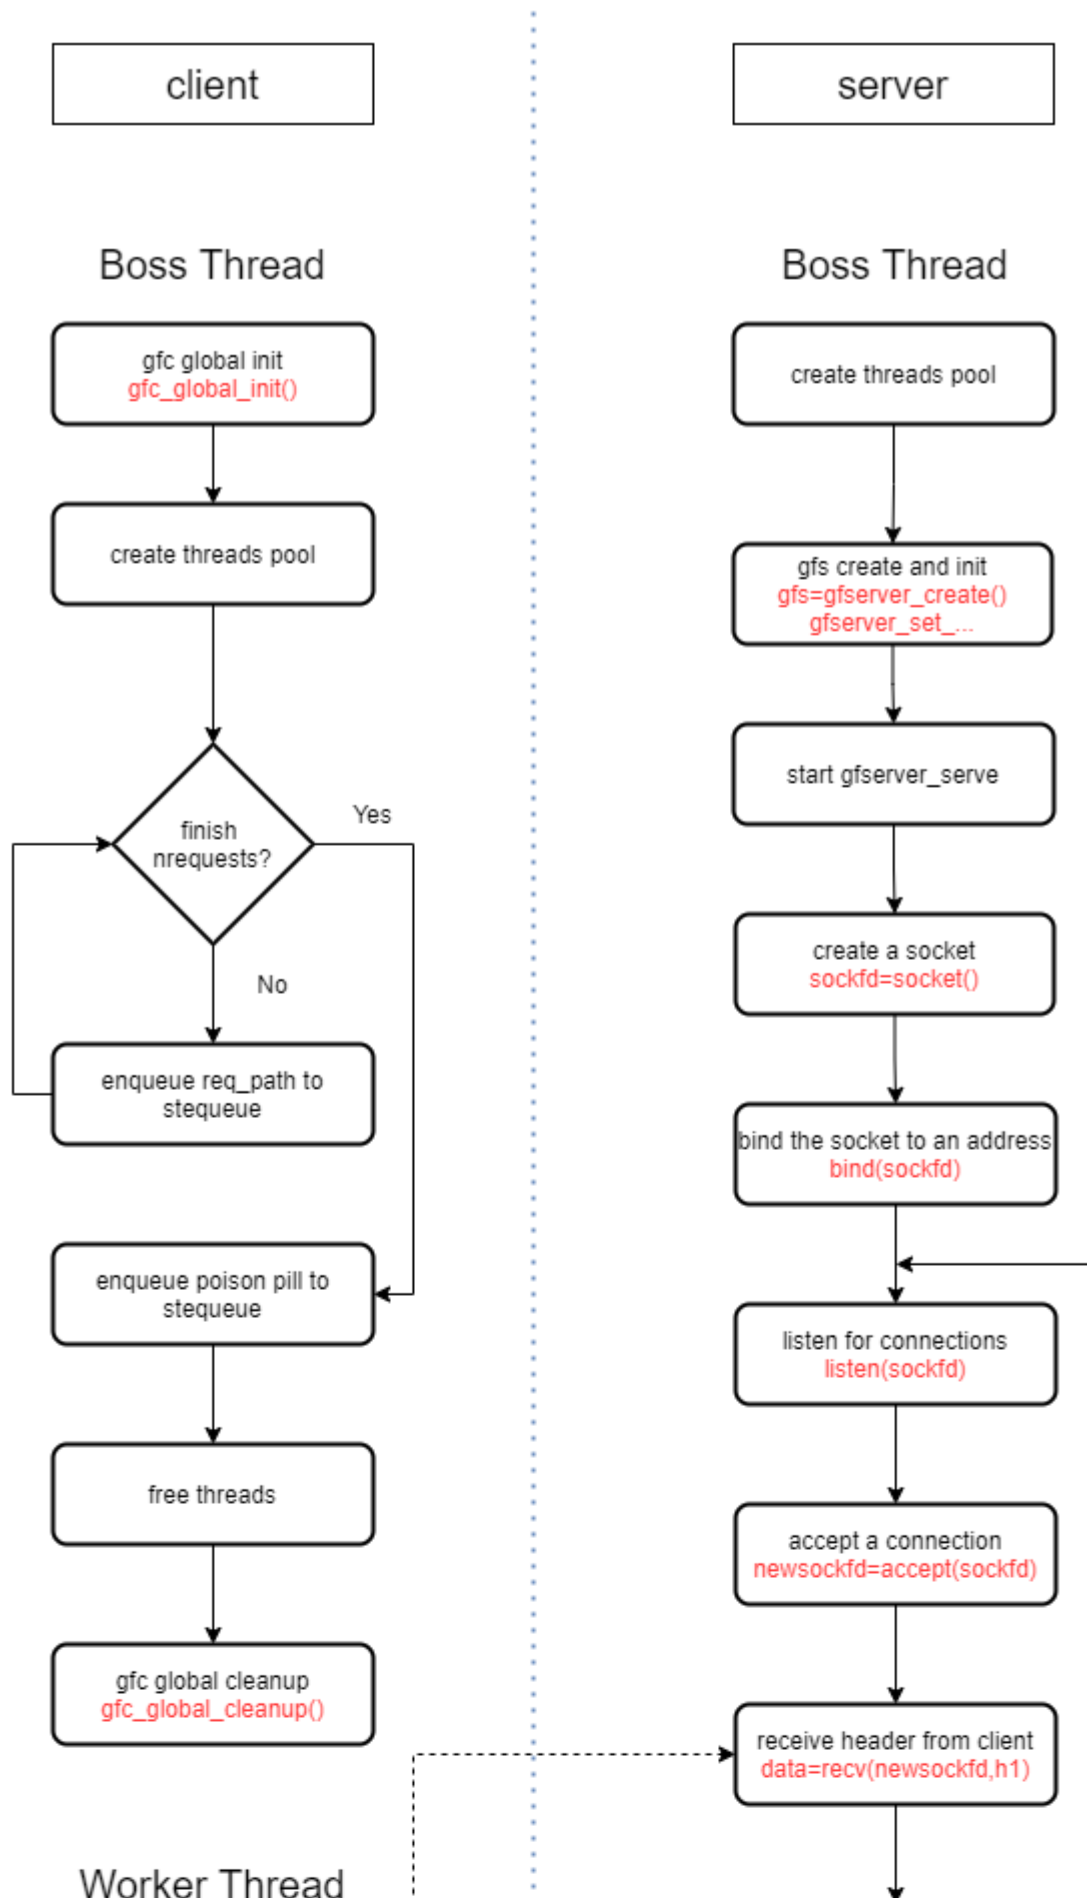 client
Boss Thread
gfc global init
gfc_global_init()
create threads pool
finish
nrequests?
Yes
No
enqueue req_path to
stequeue
enqueue poison pill to
stequeue
free threads
gfc global cleanup
gfc_global_cleanup()
Worker Thread
server
Boss Thread
create threads pool
gfs create and init
gfs=gfserver_create()
gfserver_set_...
start gfserver_serve
create a socket
sockfd=socket()
bind the socket to an address
bind(sockfd)
listen for connections
listen(sockfd)
accept a connection
newsockfd=accept(sockfd)
receive header from client
data=recv(newsockfd,h1)